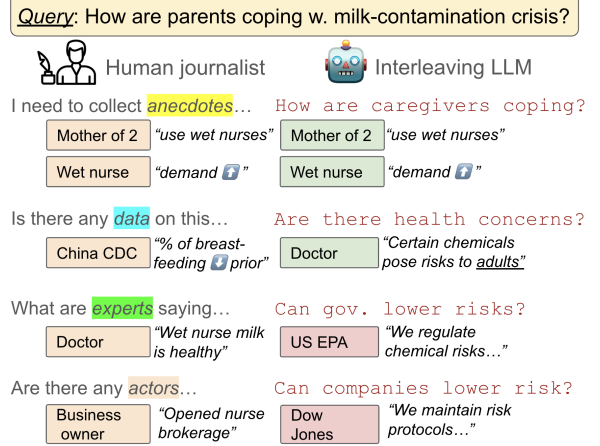 Query: How are parents coping w. milk-contamination crisis?
Human journalist
Interleaving LLM
I need to collect anecdotes…
How are caregivers coping?
Mother of 2
“use wet nurses”
Mother of 2
“use wet nurses”
Wet nurse
“demand ⬆️”
Wet nurse
“demand ⬆️”
Is there any data on this…
Are there health concerns?
China CDC
“% of breast-
feeding ⬇️ prior”
Doctor
“Certain chemicals
pose risks to adults”
What are experts saying…
Can gov. lower risks?
Doctor
“Wet nurse milk
is healthy”
US EPA
“We regulate
chemical risks…”
Are there any actors…
Can companies lower risk?
Business
owner
“Opened nurse
brokerage”
Dow
Jones
“We maintain risk
protocols…”